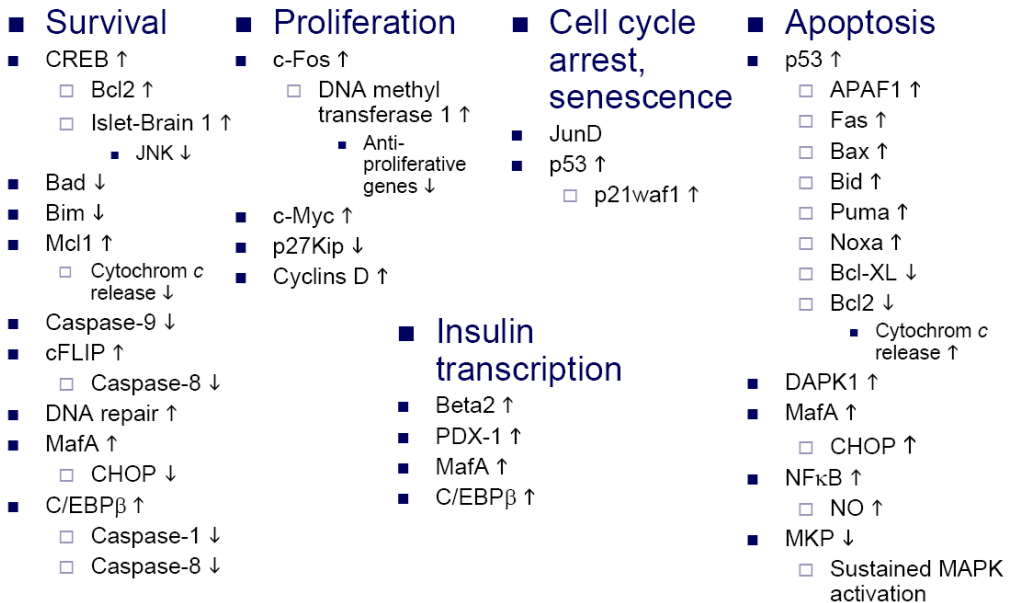 Survival
CREB ↑
Bcl2 ↑
Islet-Brain 1 ↑
JNK ↓
Bad ↓
Bim ↓
Mcl1 ↑
Cytochrom c
release ↓
Caspase-9 ↓
cFLIP ↑
Caspase-8 ↓
DNA repair ↑
MafA ↑
CHOP ↓
C/EBPβ ↑
Caspase-1 ↓
Caspase-8 ↓
Proliferation
c-Fos ↑
DNA methyl
transferase 1 ↑
Anti-
proliferative
genes ↓
c-Myc ↑
p27Kip ↓
Cyclins D ↑
Cell cycle
arrest,
senescence
JunD
p53 ↑
p21waf1 ↑
Insulin
transcription
Beta2 ↑
PDX-1 ↑
MafA ↑
C/EBPβ ↑
Apoptosis
p53 ↑
APAF1 ↑
Fas ↑
Bax ↑
Bid ↑
Puma ↑
Noxa ↑
Bcl-XL ↓
Bcl2 ↓
Cytochrom c
release ↑
DAPK1 ↑
MafA ↑
CHOP ↑
NFκB ↑
NO ↑
MKP ↓
Sustained MAPK
activation